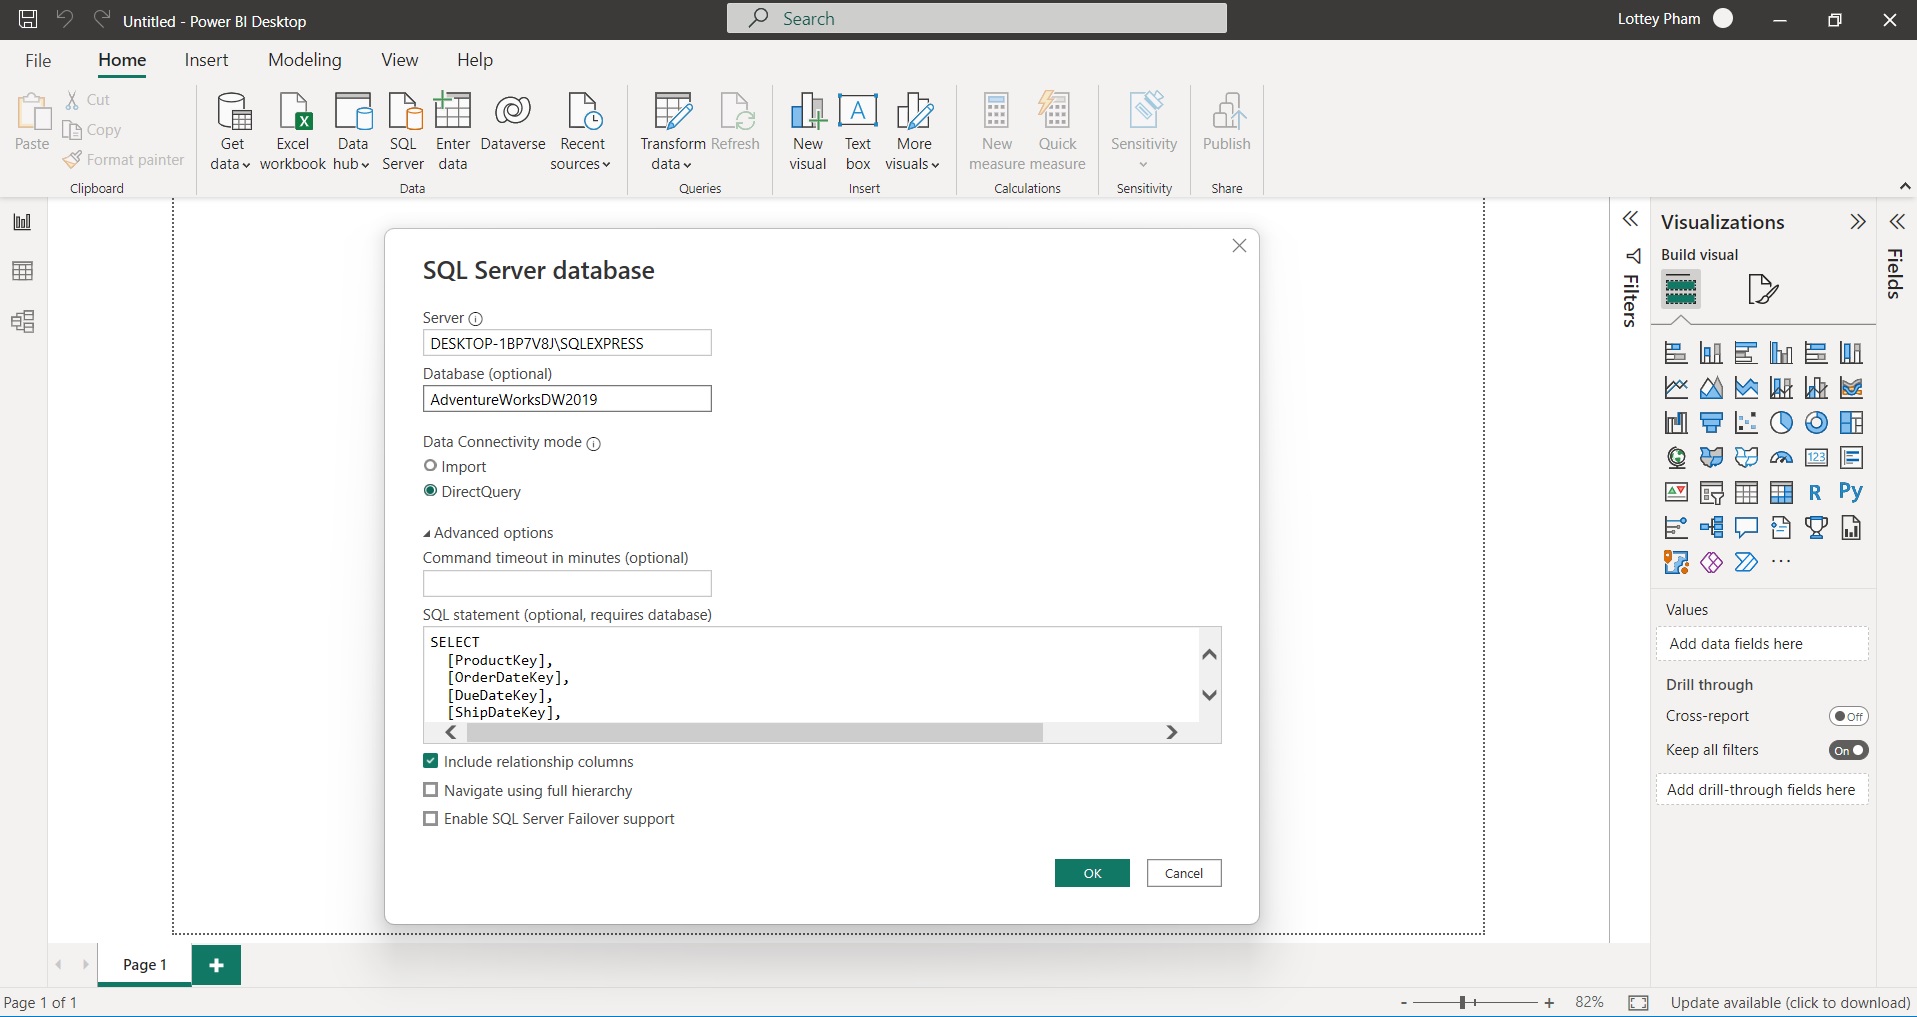 Untitled - Power BI Desktop
Search
Lottey Pham
File
Home
Insert
Modeling
View
Help
Paste
Cut
Copy
Format painter
Clipboard
Get data
Excel workbook
Data hub
SQL Server
Enter data
Dataverse
Recent sources
Data
Transform data
Refresh
Queries
New visual
Text box
More visuals
Insert
New measure
Quick measure
Calculations
Sensitivity
Sensitivity
Publish
Share
SQL Server database
Server
DESKTOP-1BP7V8J\SQLEXPRESS
Database (optional)
AdventureWorksDW2019
Data Connectivity mode
Import
DirectQuery
Advanced options
Command timeout in minutes (optional)
SQL statement (optional, requires database)
SELECT
[ProductKey],
[OrderDateKey],
[DueDateKey],
[ShipDateKey],
Include relationship columns
Navigate using full hierarchy
Enable SQL Server Failover support
OK
Cancel
Filters
Visualizations
Build visual
123
R
Py
Values
Add data fields here
Drill through
Cross-report
Off
Keep all filters
On
Add drill-through fields here
Fields
Page 1
Page 1 of 1
- + 82%
Update available (click to download)